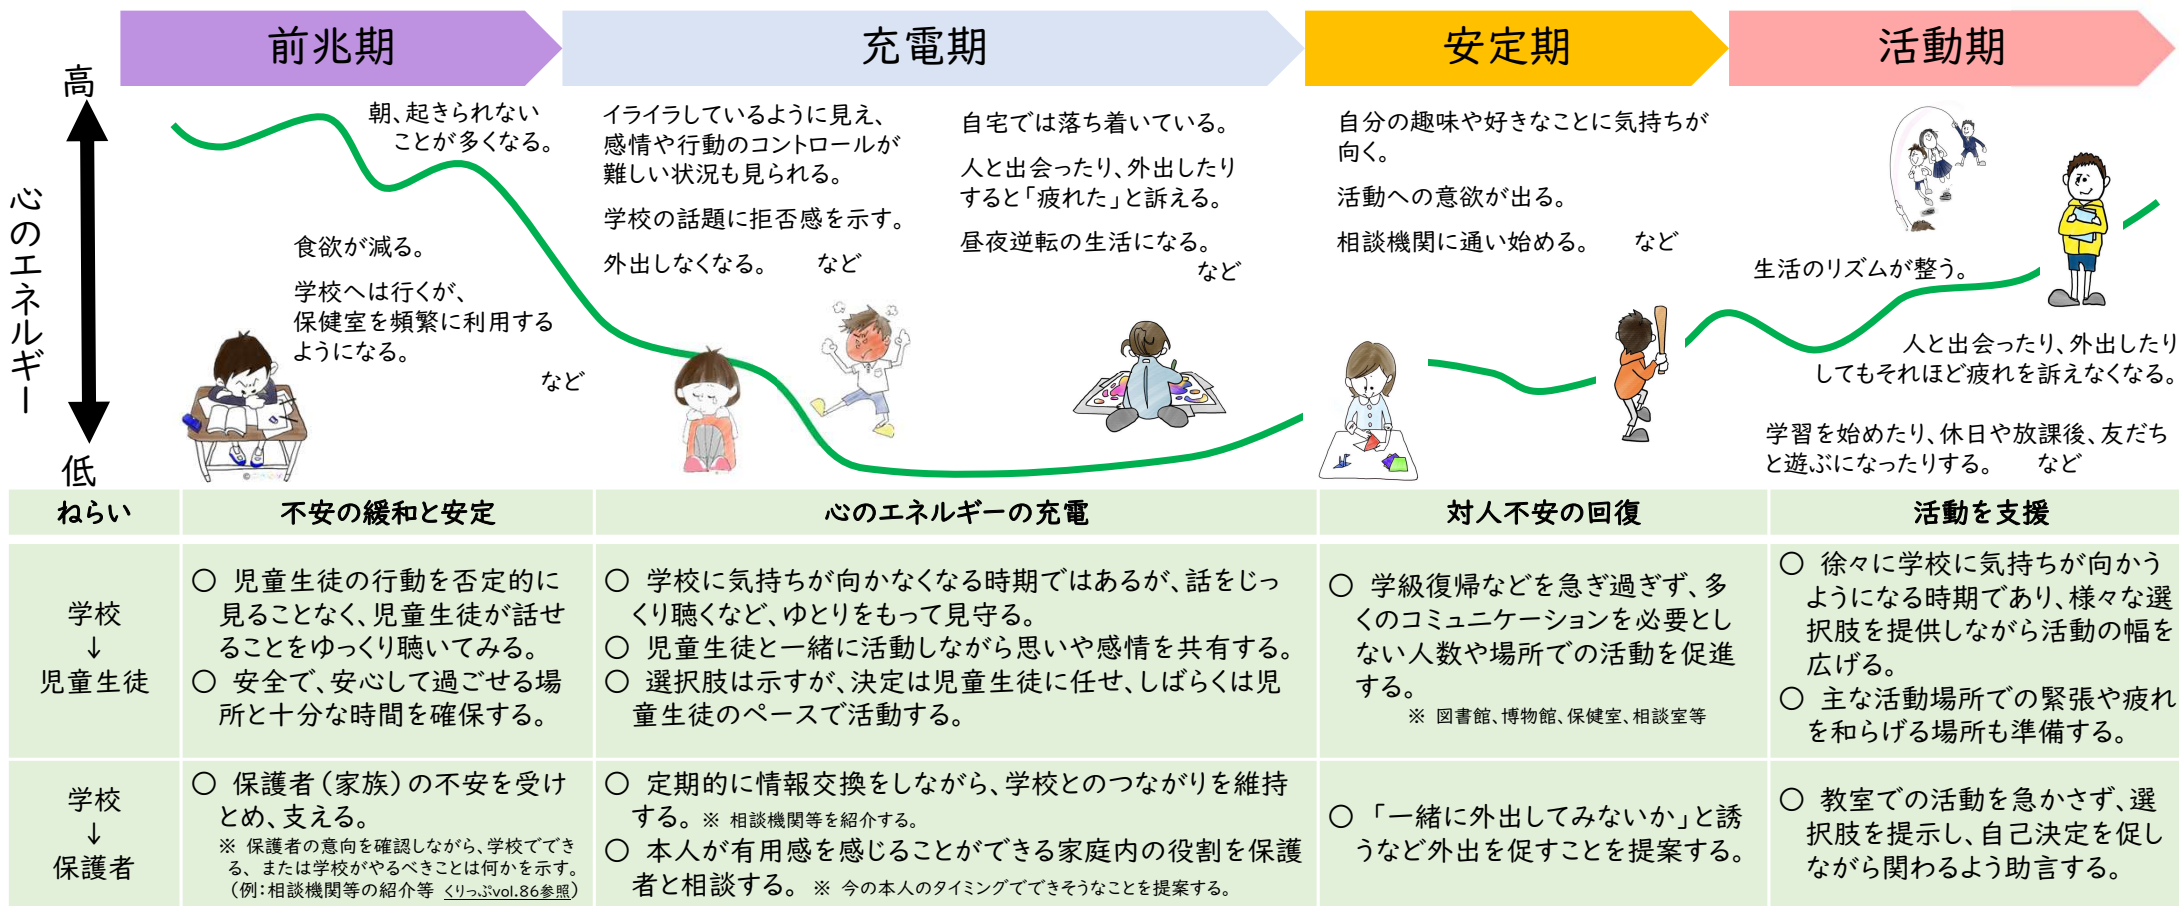 前兆期
充電期
安定期
活動期
高
心のエネルギー
低
朝、起きられない
ことが多くなる。
食欲が減る。
学校へは行くが、
保健室を頻繁に利用する
ようになる。
など
イライラしているように見え、
感情や行動のコントロールが
難しい状況も見られる。
学校の話題に拒否感を示す。
外出しなくなる。　など
自宅では落ち着いている。
人と出会ったり、外出したり
すると「疲れた」と訴える。
昼夜逆転の生活になる。
など
自分の趣味や好きなことに気持ちが
向く。
活動への意欲が出る。
相談機関に通い始める。　など
生活のリズムが整う。
人と出会ったり、外出したり
してもそれほど疲れを訴えなくなる。
学習を始めたり、休日や放課後、友だち
と遊ぶになったりする。　など
ねらい
不安の緩和と安定
心のエネルギーの充電
対人不安の回復
活動を支援
学校
↓
児童生徒
○ 児童生徒の行動を否定的に
見ることなく、児童生徒が話せ
ることをゆっくり聴いてみる。
○ 安全で、安心して過ごせる場
所と十分な時間を確保する。
○ 学校に気持ちが向かなくなる時期ではあるが、話をじっ
くり聴くなど、ゆとりをもって見守る。
○ 児童生徒と一緒に活動しながら思いや感情を共有する。
○ 選択肢は示すが、決定は児童生徒に任せ、しばらくは児
童生徒のペースで活動する。
○ 学級復帰などを急ぎ過ぎず、多
くのコミュニケーションを必要とし
ない人数や場所での活動を促進
する。
※ 図書館、博物館、保健室、相談室等
○ 徐々に学校に気持ちが向かう
ようになる時期であり、様々な選
択肢を提供しながら活動の幅を
広げる。
○ 主な活動場所での緊張や疲れ
を和らげる場所も準備する。
学校
↓
保護者
○ 保護者（家族）の不安を受け
とめ、支える。
※ 保護者の意向を確認しながら、学校ででき
る、または学校がやるべきことは何かを示す。
（例：相談機関等の紹介等 くりっぷvol.86参照）
○ 定期的に情報交換をしながら、学校とのつながりを維持
する。※ 相談機関等を紹介する。
○ 本人が有用感を感じることができる家庭内の役割を保護
者と相談する。 ※ 今の本人のタイミングでできそうなことを提案する。
○ 「一緒に外出してみないか」と誘
うなど外出を促すことを提案する。
○ 教室での活動を急かさず、選
択肢を提示し、自己決定を促し
ながら関わるよう助言する。